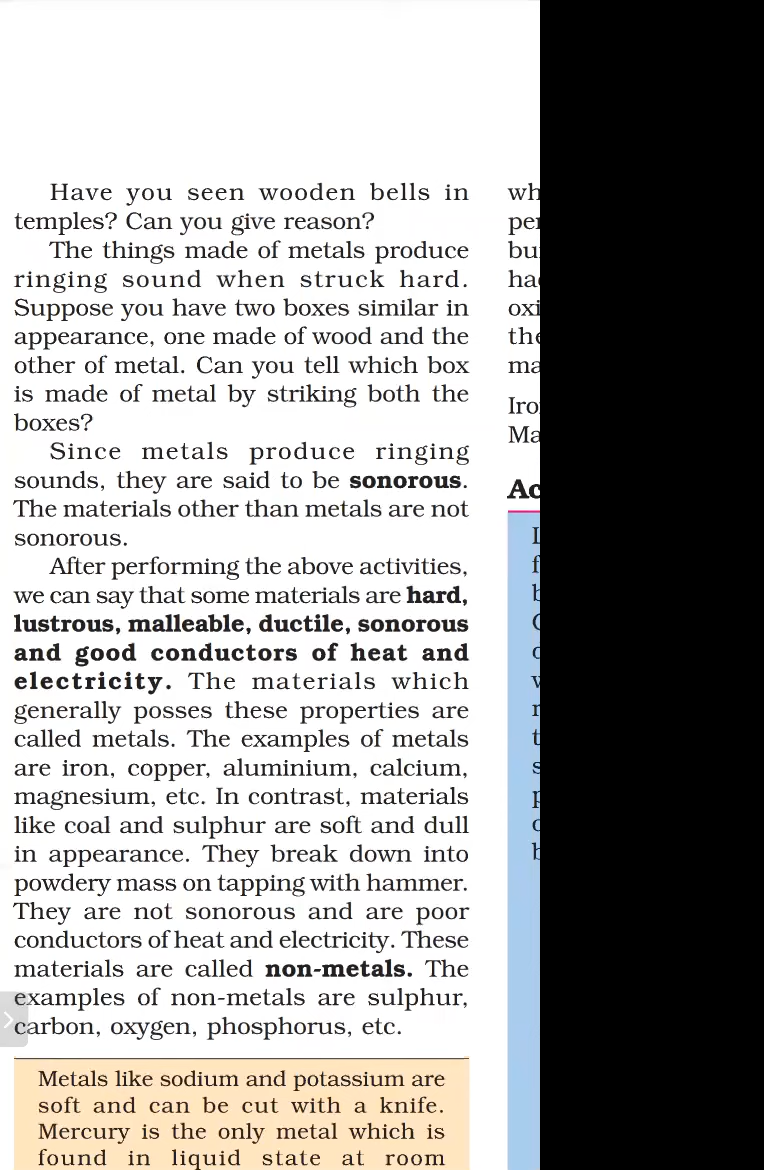 Have you seen wooden bells in
temples? Can you give reason?
The things made of metals produce
ringing sound when struck hard.
Suppose you have two boxes similar in
appearance, one made of wood and the
other of metal. Can you tell which box
is made of metal by striking both the
boxes?
Since metals produce ringing
sounds, they are said to be sonorous.
The materials other than metals are not
sonorous.
After performing the above activities,
we can say that some materials are hard,
lustrous, malleable, ductile, sonorous
and good conductors of heat and
electricity. The materials which
generally posses these properties are
called metals. The examples of metals
are iron, copper, aluminium, calcium,
magnesium, etc. In contrast, materials
like coal and sulphur are soft and dull
in appearance. They break down into
powdery mass on tapping with hammer.
They are not sonorous and are poor
conductors of heat and electricity. These
materials are called non-metals. The
examples of non-metals are sulphur,
carbon, oxygen, phosphorus, etc.
Metals like sodium and potassium are
soft and can be cut with a knife.
Mercury is the only metal which is
found in liquid state at room